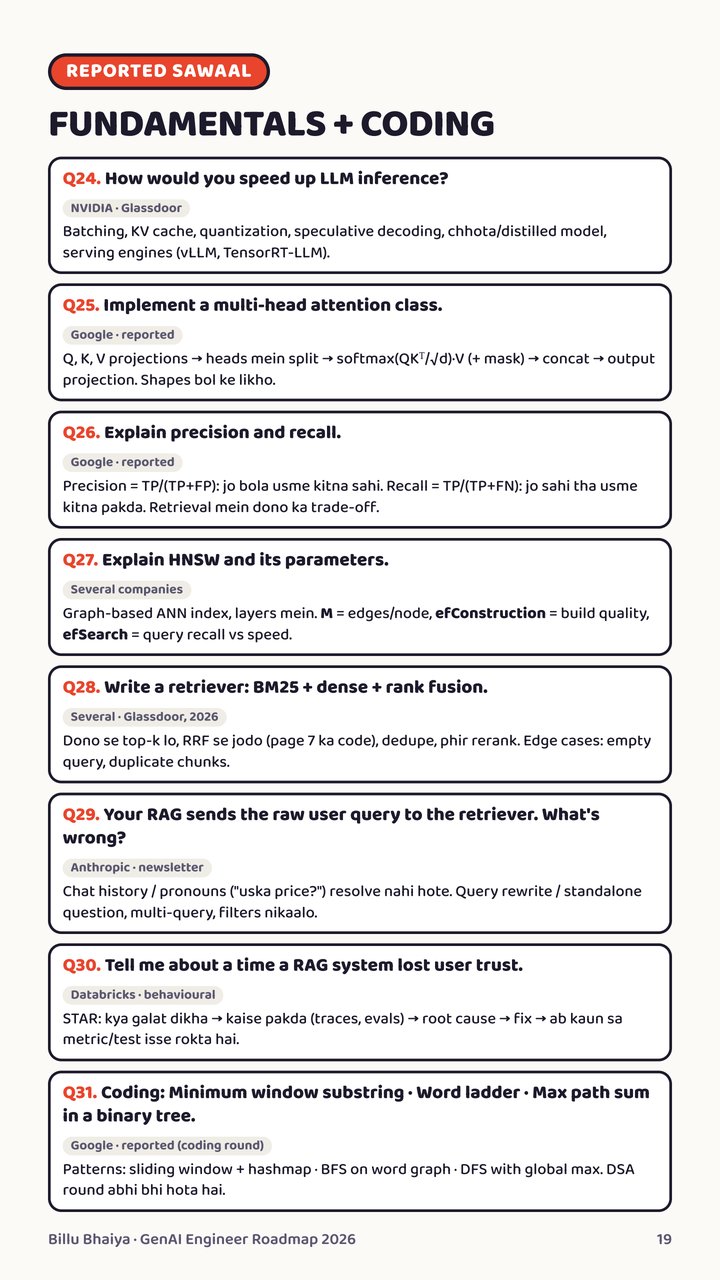 REPORTED SAWAAL
FUNDAMENTALS + CODING
Q24. How would you speed up LLM inference?
NVIDIA · Glassdoor
Batching, KV cache, quantization, speculative decoding, chhota/distilled model,
serving engines (vLLM, TensorRT-LLM).
Q25. Implement a multi-head attention class.
Google · reported
Q, K, V projections → heads mein split → softmax(QKᵀ/√d)·V (+ mask) → concat → output
projection. Shapes bol ke likho.
Q26. Explain precision and recall.
Google · reported
Precision = TP/(TP+FP): jo bola usme kitna sahi. Recall = TP/(TP+FN): jo sahi tha usme
kitna pakda. Retrieval mein dono ka trade-off.
Q27. Explain HNSW and its parameters.
Several companies
Graph-based ANN index, layers mein. M = edges/node, efConstruction = build quality,
efSearch = query recall vs speed.
Q28. Write a retriever: BM25 + dense + rank fusion.
Several · Glassdoor, 2026
Dono se top-k lo, RRF se jodo (page 7 ka code), dedupe, phir rerank. Edge cases: empty
query, duplicate chunks.
Q29. Your RAG sends the raw user query to the retriever. What's
wrong?
Anthropic · newsletter
Chat history / pronouns ("uska price?") resolve nahi hote. Query rewrite / standalone
question, multi-query, filters nikaalo.
Q30. Tell me about a time a RAG system lost user trust.
Databricks · behavioural
STAR: kya galat dikha → kaise pakda (traces, evals) → root cause → fix → ab kaun sa
metric/test isse rokta hai.
Q31. Coding: Minimum window substring · Word ladder · Max path sum
in a binary tree.
Google · reported (coding round)
Patterns: sliding window + hashmap · BFS on word graph · DFS with global max. DSA
round abhi bhi hota hai.
Billu Bhaiya · GenAI Engineer Roadmap 2026
19